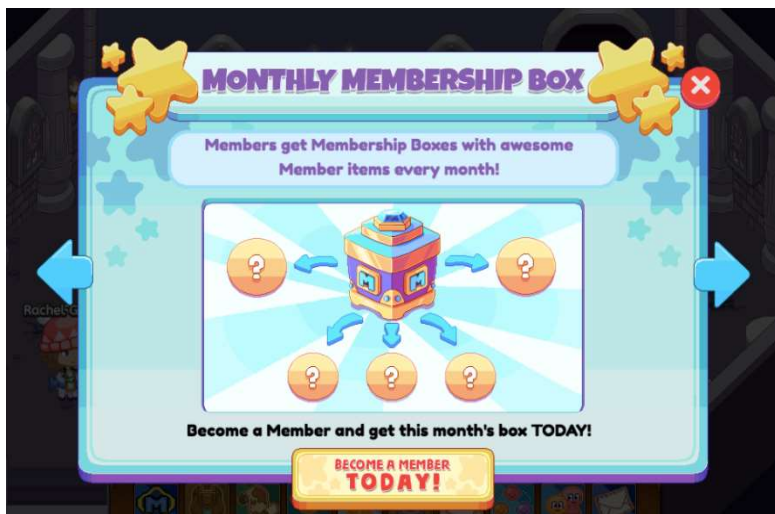 MONTHLY MEMBERSHIP BOX
Members get Membership Boxes with awesome
Member items every month!
M M
? ?
? ? ?
Rachel G
Become a Member and get this month's box TODAY!
BECOME A MEMBER
TODAY!
M